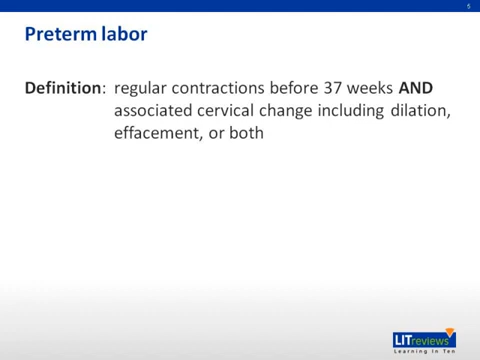 5
Preterm labor
Definition: regular contractions before 37 weeks AND
associated cervical change including dilation,
effacement, or both
LITreviews
Learning In Ten